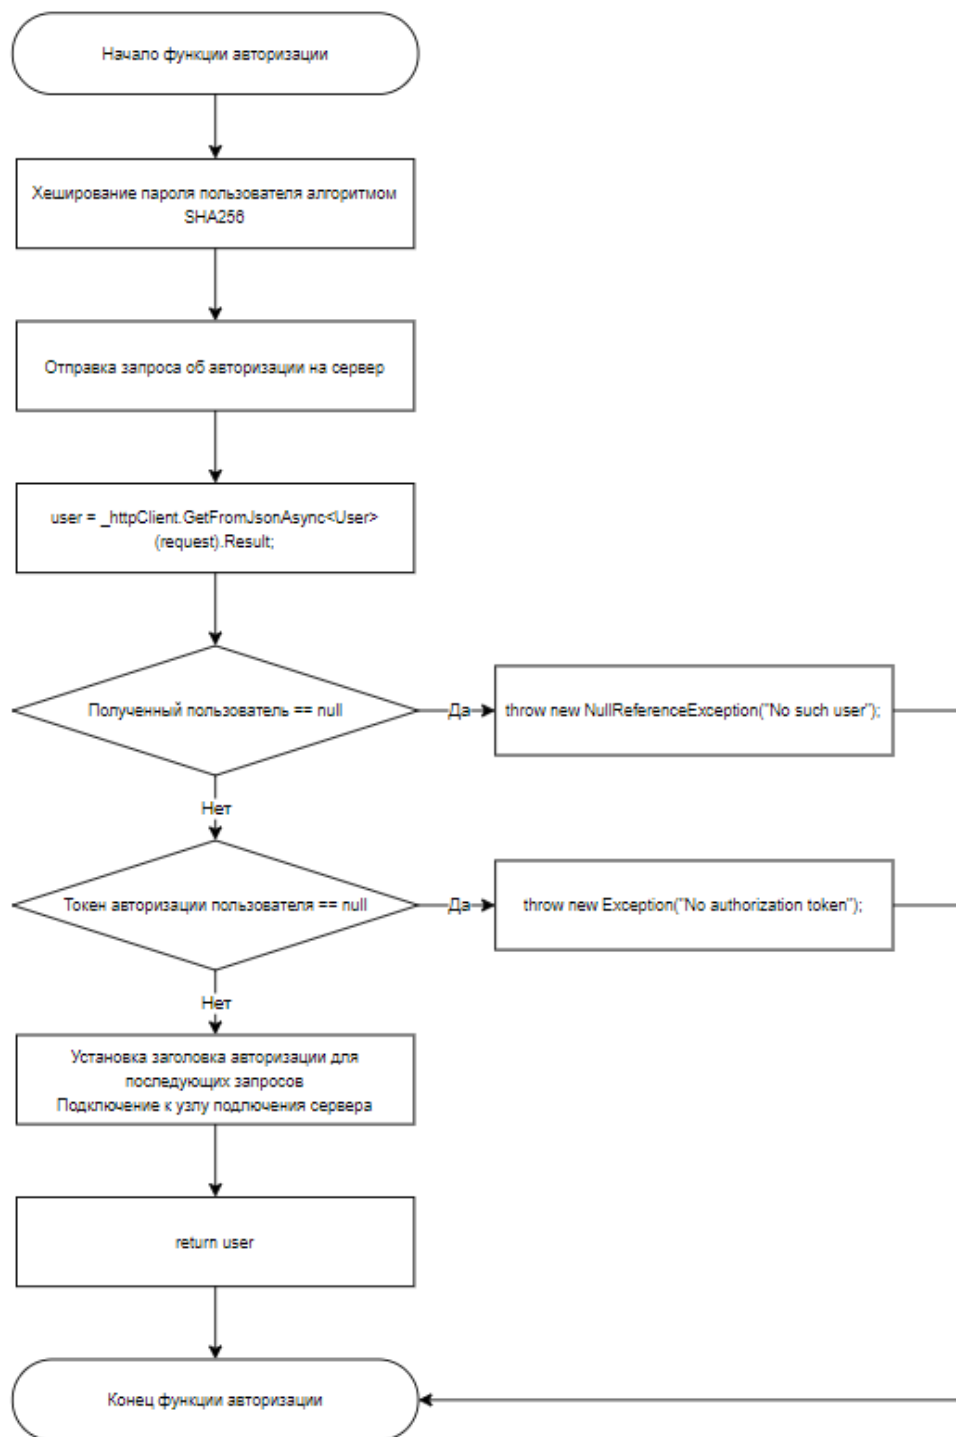 Начало функции авторизации
Хеширование пароля пользователя алгоритмом
SHA256
Отправка запроса об авторизации на сервер
user = _httpClient.GetFromJsonAsync<User>
(request).Result;
Полученный пользователь == null
Да
throw new NullReferenceException("No such user");
Нет
Токен авторизации пользователя == null
Да
throw new Exception("No authorization token");
Нет
Установка заголовка авторизации для
последующих запросов
Подключение к узлу подлючения сервера
return user
Конец функции авторизации